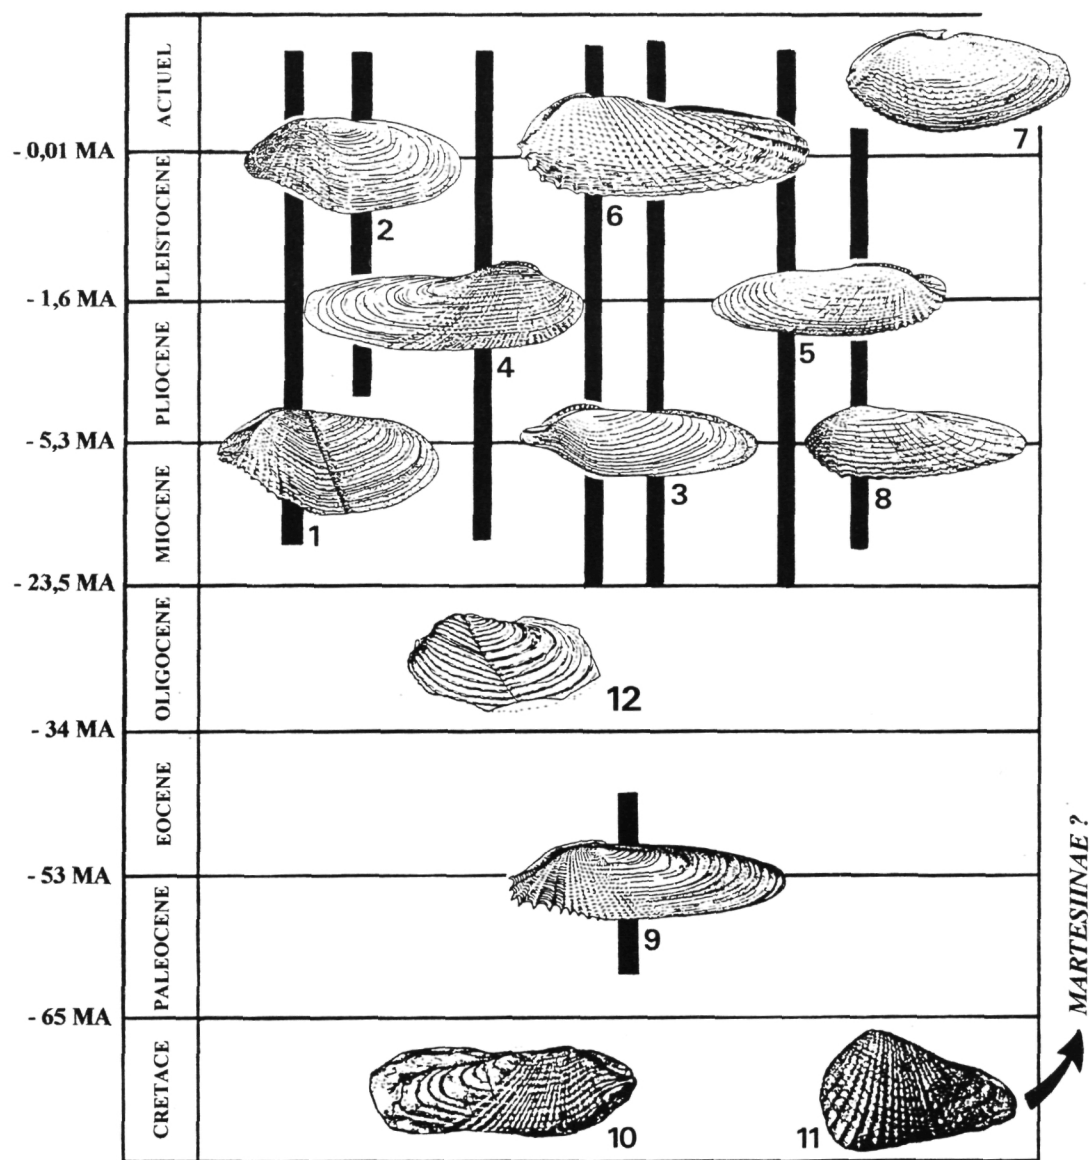 ACTUEL
7
- 0,01 MA
2
6
PLEISTOCENE
- 1,6 MA
4
5
PLIOCENE
- 5,3 MA
1
3
8
MIOCENE
- 23,5 MA
OLIGOCENE
12
- 34 MA
EOCENE
- 53 MA
9
PALEOCENE
- 65 MA
MARTESIINAE ?
CRETACE
10
11